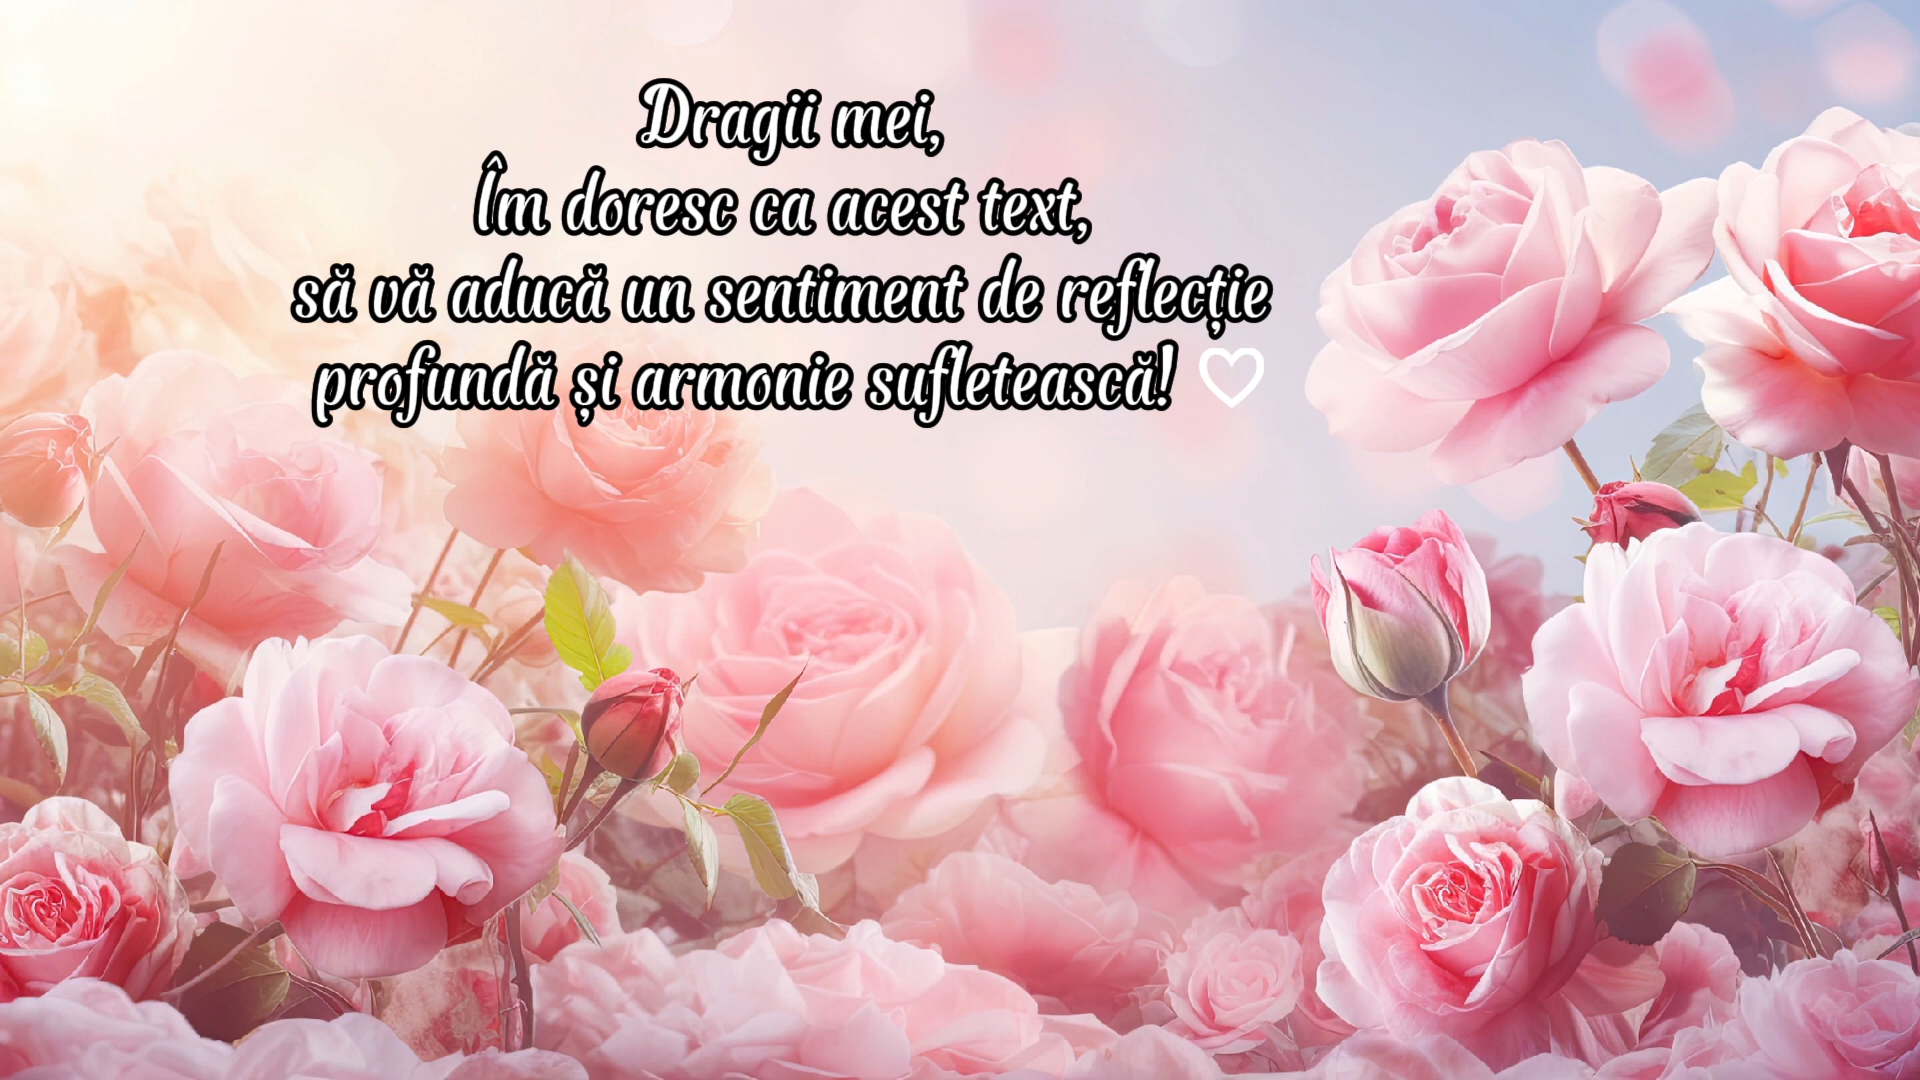 Dragii mei,
Îm doresc ca acest text,
să vă aducă un sentiment de reflecție
profundă și armonie sufletească! ♡